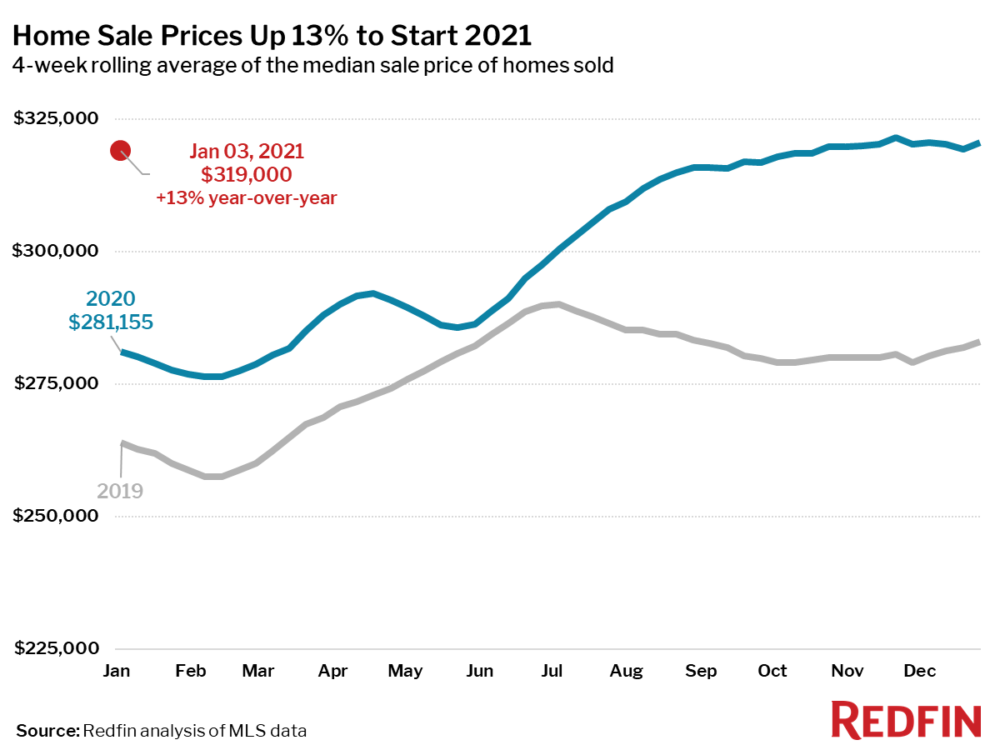 Home Sale Prices Up 13% to Start 2021
4-week rolling average of the median sale price of homes sold
$325,000
Jan 03, 2021
$319,000
+13% year-over-year
$300,000
2020
$281,155
$275,000
2019
$250,000
$225,000
Jan Feb Mar Apr May Jun Jul Aug Sep Oct Nov Dec
Source: Redfin analysis of MLS data
REDFIN